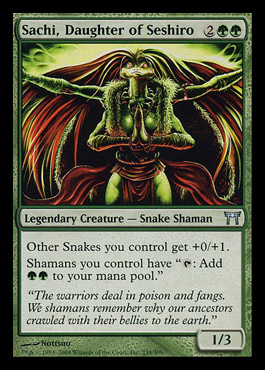 Sachi, Daughter of Seshiro 2
Legendary Creature — Snake Shaman
Other Snakes you control get +0/+1.
Shamans you control have “: Add
to your mana pool.”
“The warriors deal in poison and fangs.
We shamans remember why our ancestors
crawled with their bellies to the earth.”
Nottsuo
1/3